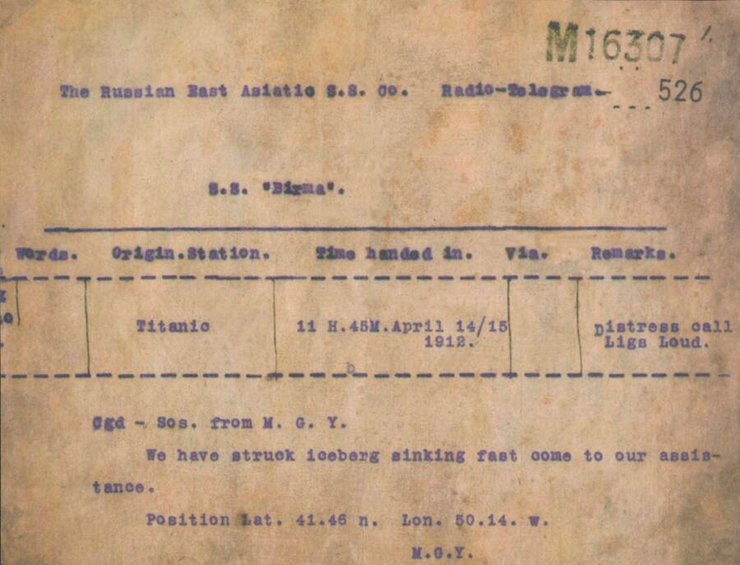 M16307
The Russian East Asiatic S.S. Co. Radio-Telegram.
526
S.S. "Birma".
Words. Origin.Station. Time handed in. Via. Remarks.
Titanic 11 H.45M.April 14/15 Distress call
1912. Ligs Loud.
Cgd - Sos. from M. G. Y.
We have struck iceberg sinking fast come to our assis-
tance.
Position Lat. 41.46 n. Lon. 50.14. w.
M.G.Y.